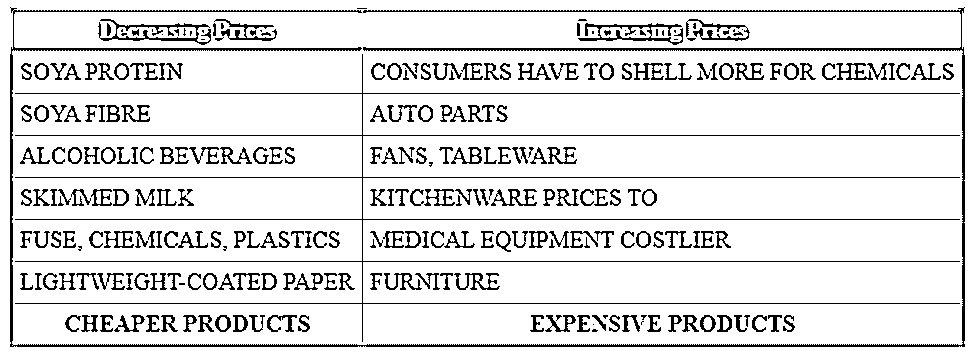 Decreasing Prices Increasing Prices
SOYA PROTEIN CONSUMERS HAVE TO SHELL MORE FOR CHEMICALS
SOYA FIBRE AUTO PARTS
ALCOHOLIC BEVERAGES FANS, TABLEWARE
SKIMMED MILK KITCHENWARE PRICES TO
FUSE, CHEMICALS, PLASTICS MEDICAL EQUIPMENT COSTLIER
LIGHTWEIGHT-COATED PAPER FURNITURE
CHEAPER PRODUCTS EXPENSIVE PRODUCTS